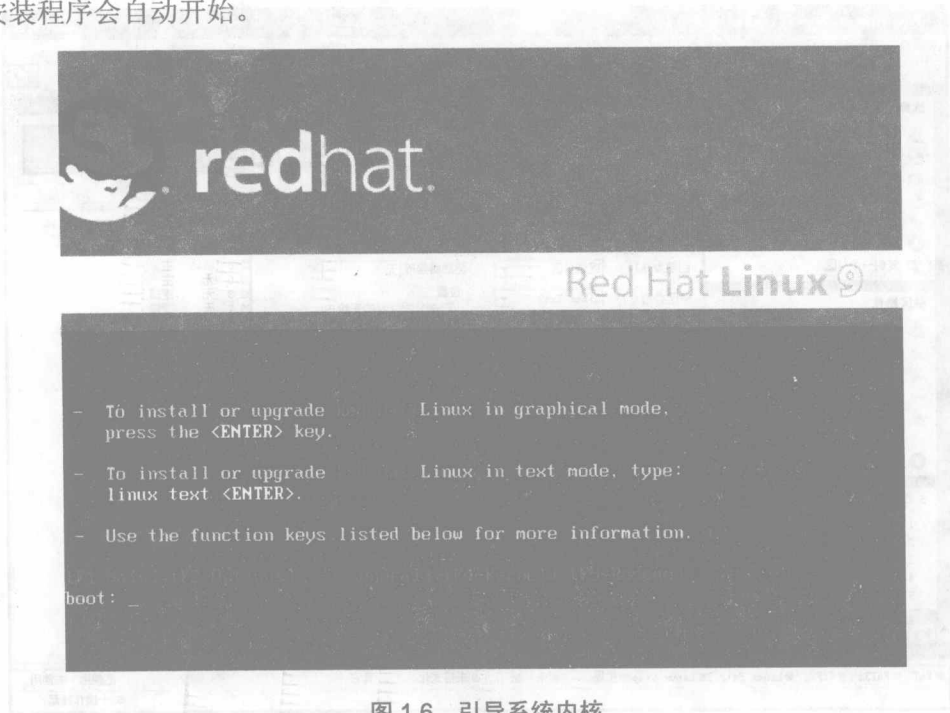 安装程序会自动开始。
redhat.
Red Hat Linux 9
- To install or upgrade Linux in graphical mode,
press the <ENTER> key.
- To install or upgrade Linux in text mode, type:
linux text <ENTER>.
- Use the function keys listed below for more information.
boot: _
图 1.6 引导系统内核